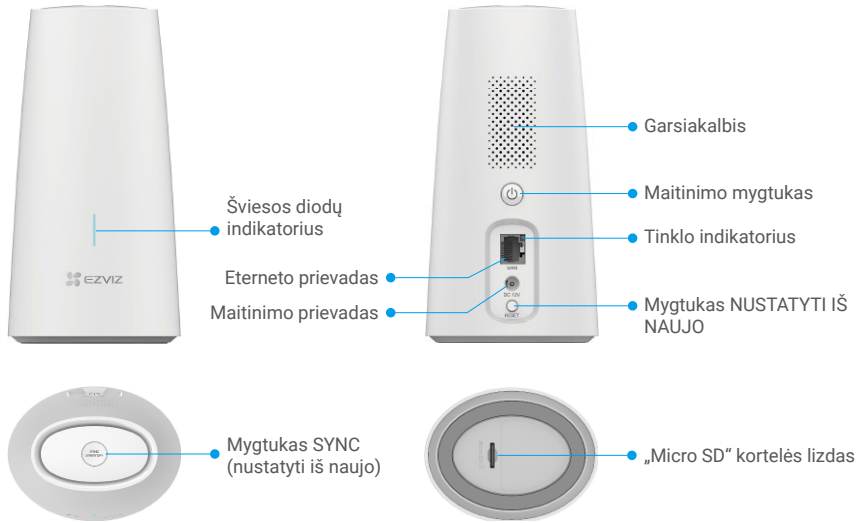 Garsiakalbis
Maitinimo mygtukas
Šviesos diodų
indikatorius
Tinklo indikatorius
Eterneto prievadas
WAN
EZVIZ
Maitinimo prievadas
DC 12V
Mygtukas NUSTATYTI IŠ
NAUJO
RESET
Mygtukas SYNC
(nustatyti iš naujo)
SYNC
„Micro SD“ kortelės lizdas